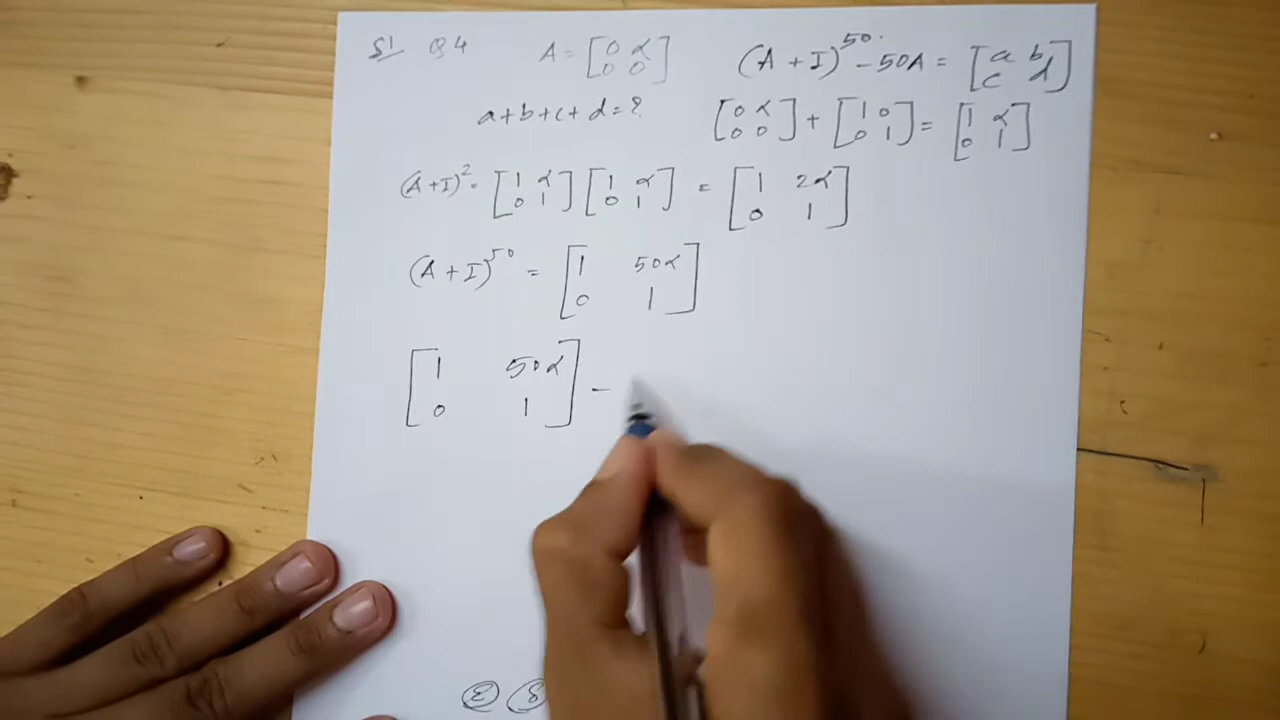 S1 Q4 A = [0 α 0 0] (A + I)^50 - 50A = [a b c d]
a+b+c+d=? [0 α 0 0] + [1 0 0 1] = [1 α 0 1]
(A+I)^2 = [1 α 0 1] [1 α 0 1] = [1 2α 0 1]
(A + I)^50 = [1 50α 0 1]
[1 50α 0 1] -